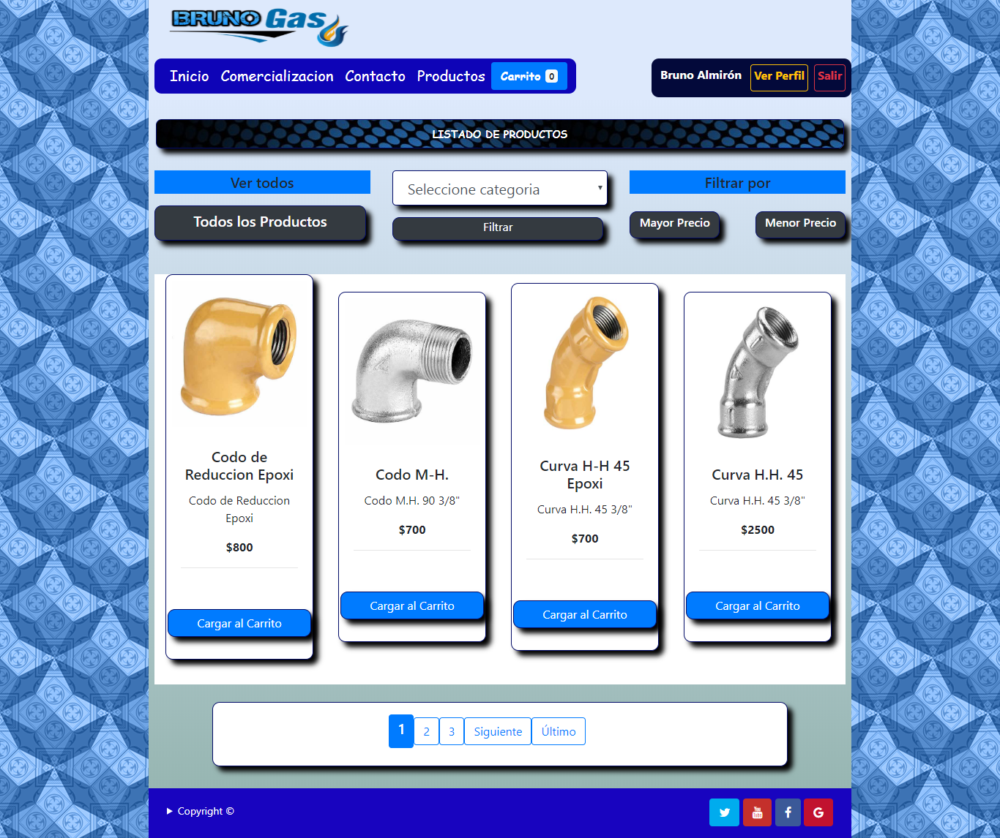 BRUNO Gas
Inicio Comercializacion Contacto Productos Carrito 0
Bruno Almirón Ver Perfil Salir
LISTADO DE PRODUCTOS
Ver todos
Todos los Productos
Seleccione categoria
Filtrar
Filtrar por
Mayor Precio Menor Precio
Codo de
Reduccion Epoxi
Codo de Reduccion
Epoxi
$800
Cargar al Carrito
Codo M-H.
Codo M.H. 90 3/8"
$700
Cargar al Carrito
Curva H-H 45
Epoxi
Curva H.H. 45 3/8"
$700
Cargar al Carrito
Curva H.H. 45
Curva H.H. 45 3/8"
$2500
Cargar al Carrito
1 2 3 Siguiente Último
Copyright ©